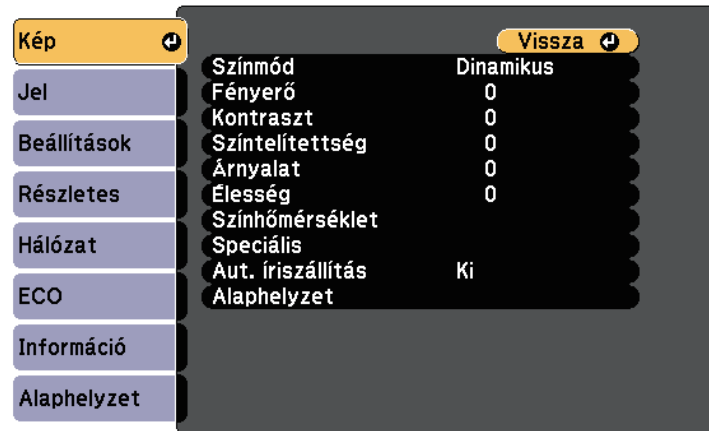 Kép
Jel
Beállítások
Részletes
Hálózat
ECO
Információ
Alaphelyzet
Vissza
Színmód Dinamikus
Fényerő 0
Kontraszt 0
Színtelítettség 0
Árnyalat 0
Élesség 0
Színhőmérséklet
Speciális
Aut. íriszállítás Ki
Alaphelyzet